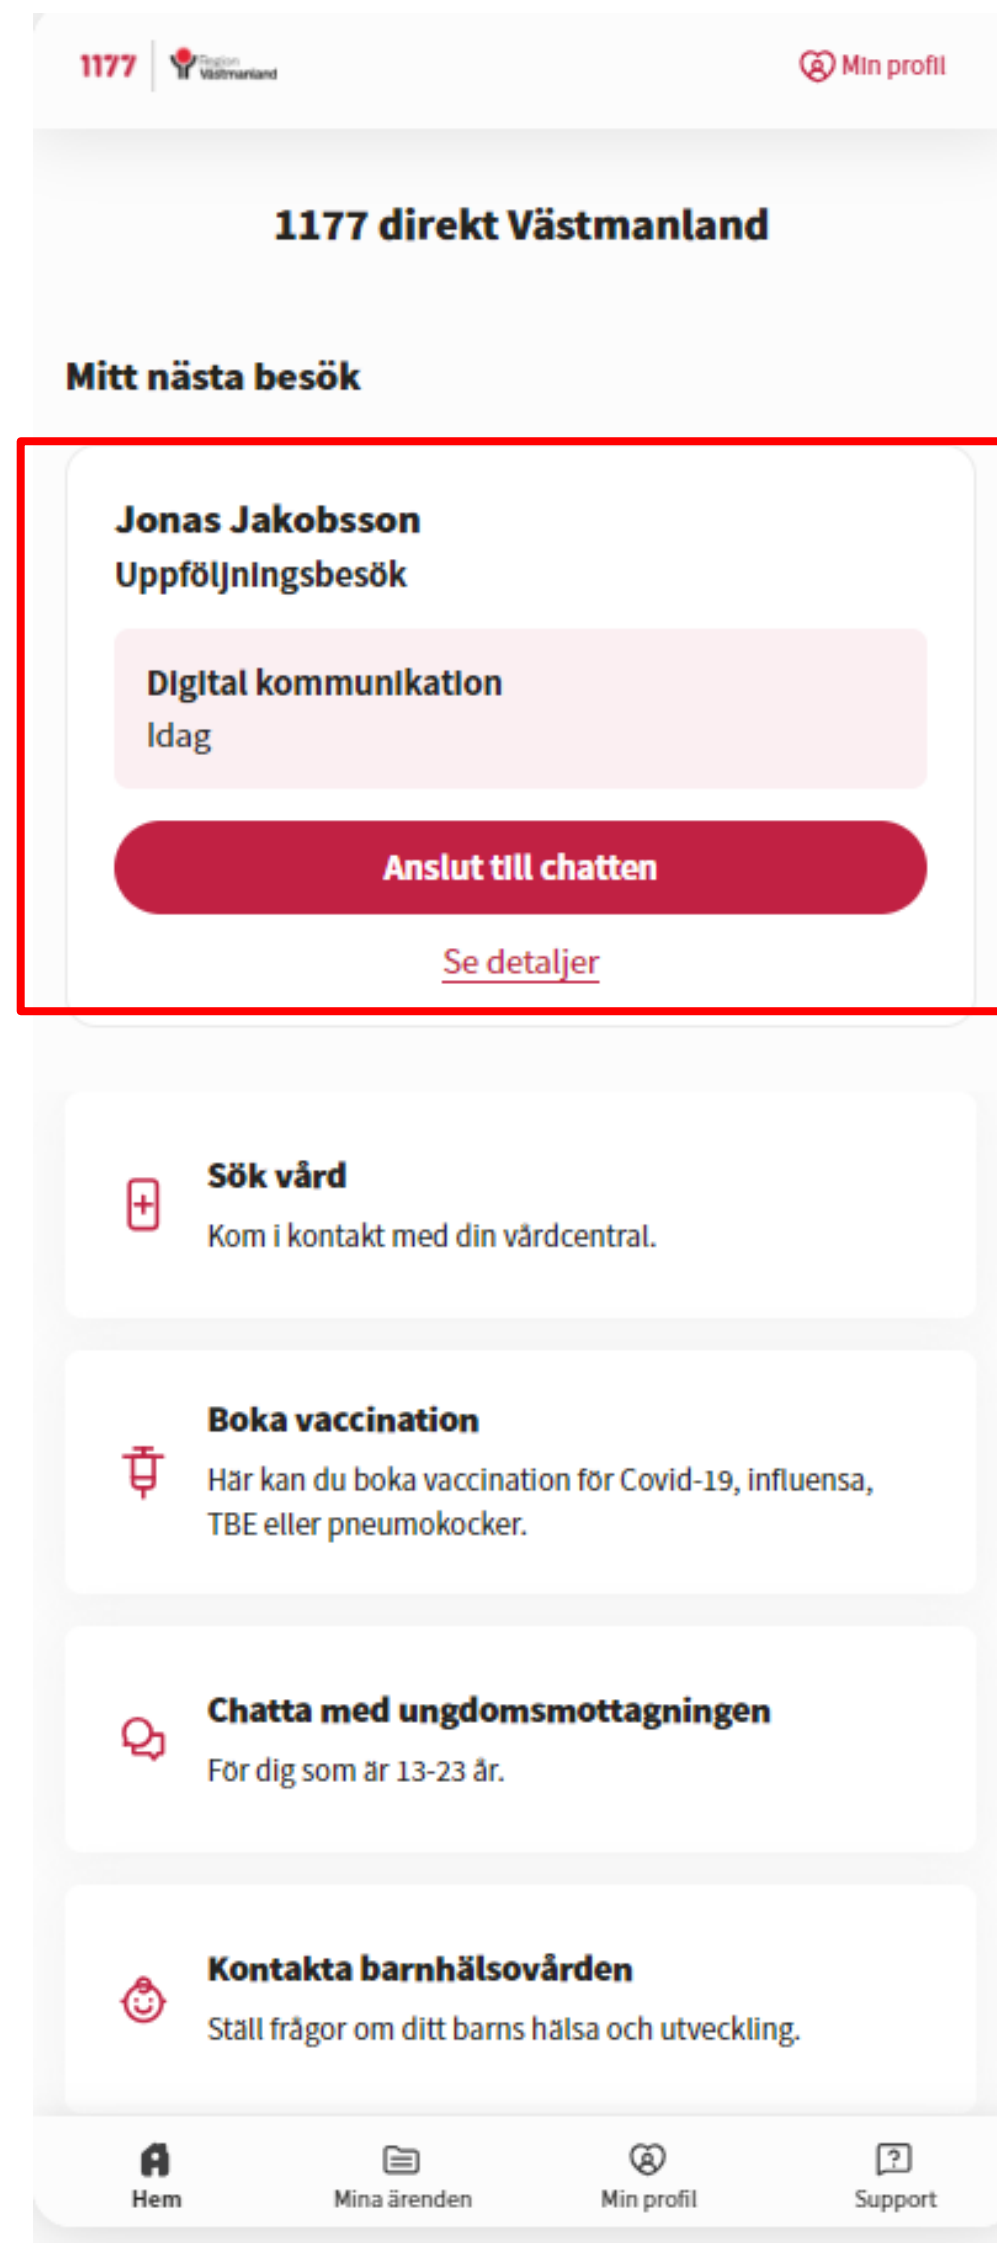 1177
Region
Västmanland
Min profil
1177 direkt Västmanland
Mitt nästa besök
Jonas Jakobsson
Uppföljningsbesök
Digital kommunikation
Idag
Anslut till chatten
Se detaljer
Sök vård
Kom i kontakt med din vårdcentral.
Boka vaccination
Här kan du boka vaccination för Covid-19, influensa,
TBE eller pneumokocker.
Chatta med ungdomsmottagningen
För dig som är 13-23 år.
Kontakta barnhälsovården
Ställ frågor om ditt barns hälsa och utveckling.
Hem
Mina ärenden
Min profil
Support